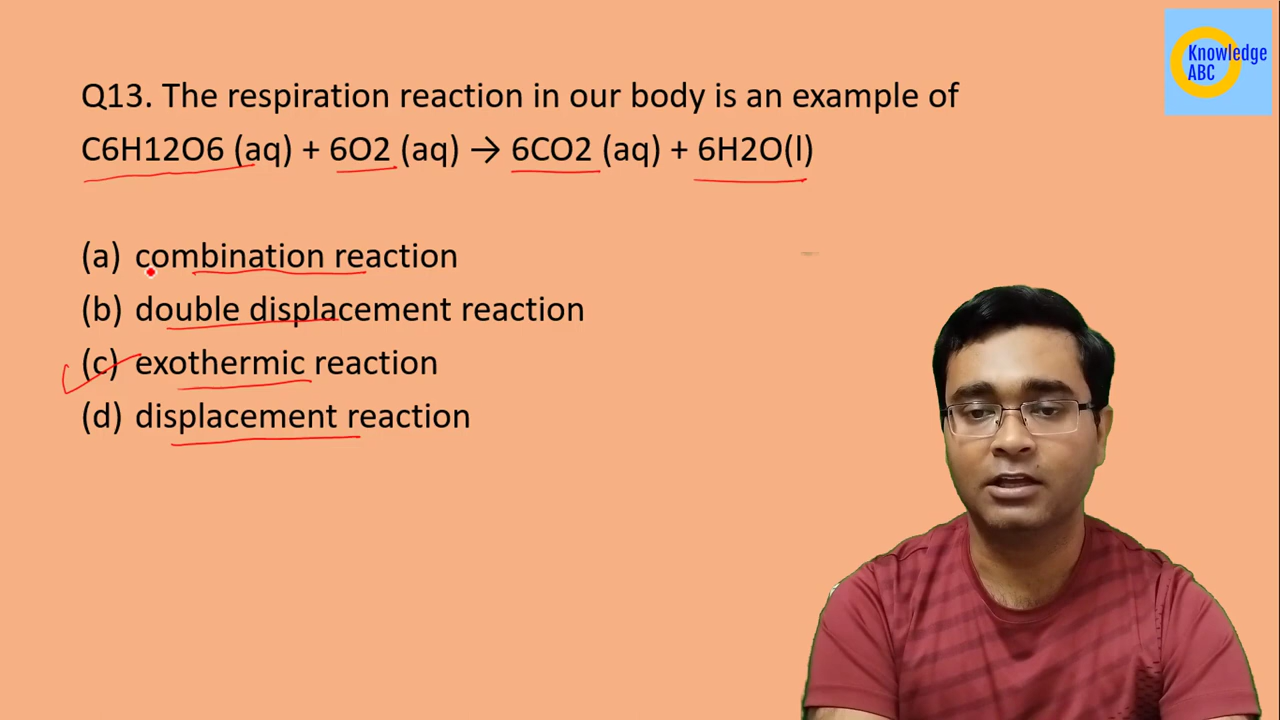 Knowledge
ABC
Q13. The respiration reaction in our body is an example of
C6H12O6 (aq) + 6O2 (aq) → 6CO2 (aq) + 6H2O(l)
(a) combination reaction
(b) double displacement reaction
(c) exothermic reaction
(d) displacement reaction